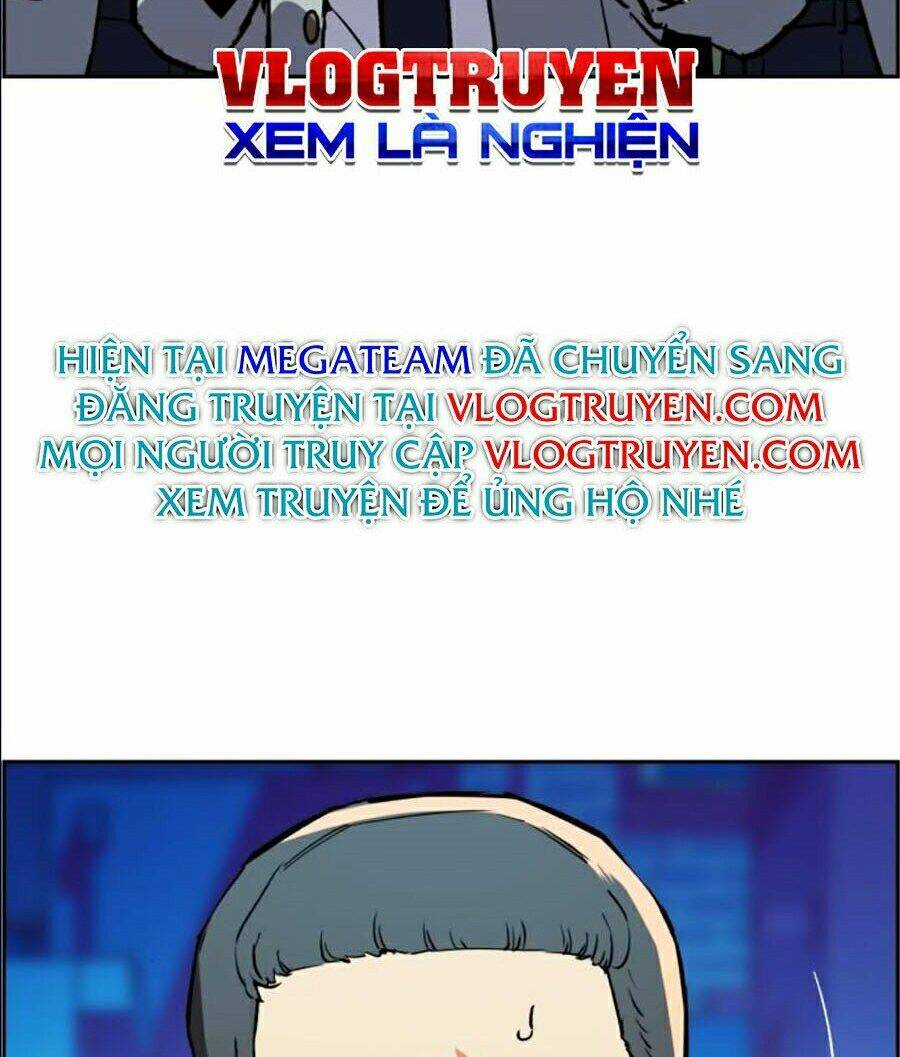 VLOGTRUYEN
XEM LÀ NGHIỆN
HIỆN TẠI MEGATEAM ĐÃ CHUYỂN SANG
ĐĂNG TRUYỆN TẠI VLOGTRUYEN.COM
MỌI NGƯỜI TRUY CẬP VLOGTRUYEN.COM
XEM TRUYỆN ĐỂ ỦNG HỘ NHÉ